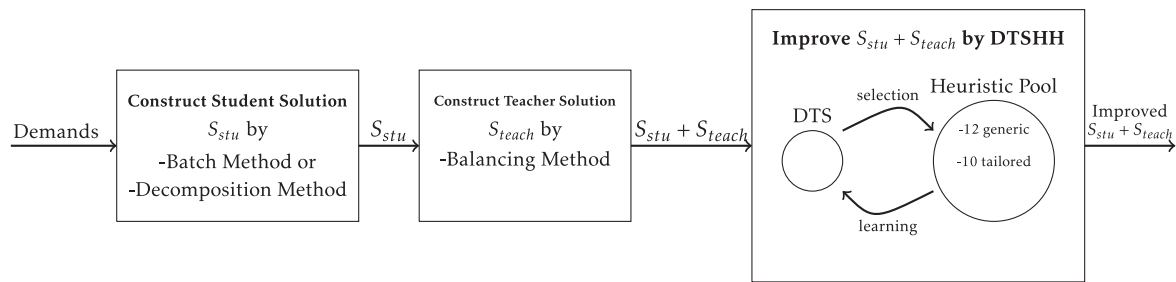 Demands
Construct Student Solution
S_stu by
-Batch Method or
-Decomposition Method
S_stu
Construct Teacher Solution
S_teach by
-Balancing Method
S_stu + S_teach
Improve S_stu + S_teach by DTSHH
DTS
selection
Heuristic Pool
-12 generic
-10 tailored
learning
Improved
S_stu + S_teach